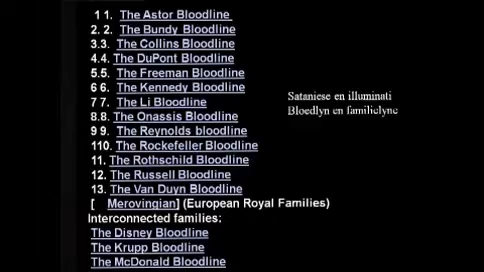 1 1. The Astor Bloodline
2. 2. The Bundy Bloodline
3.3. The Collins Bloodline
4.4. The DuPont Bloodline
5.5. The Freeman Bloodline
6 6. The Kennedy Bloodline
7 7. The Li Bloodline
8.8. The Onassis Bloodline
9 9. The Reynolds bloodline
110. The Rockefeller Bloodline
11. The Rothschild Bloodline
12. The Russell Bloodline
13. The Van Duyn Bloodline
[ Merovingian] (European Royal Families)
Interconnected families:
The Disney Bloodline
The Krupp Bloodline
The McDonald Bloodline
Sataniese en illuminati
Bloedlyn en familielyne